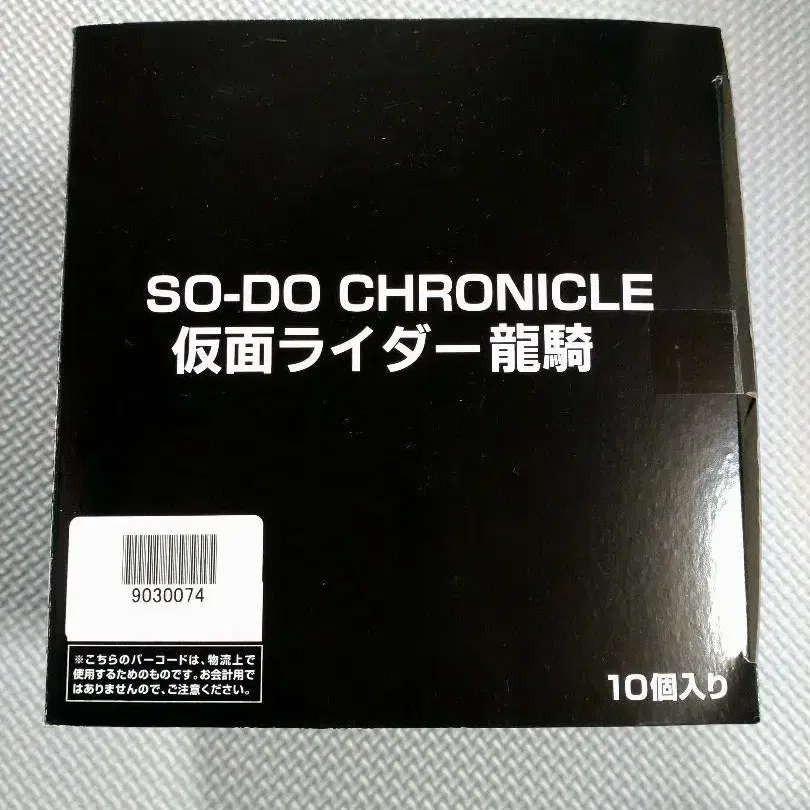 SO-DO CHRONICLE
仮面ライダー龍騎
9030074
※こちらのバーコードは、物流上で
使用するためのものです。お会計用で
はありませんので、ご注意ください。
10個入り